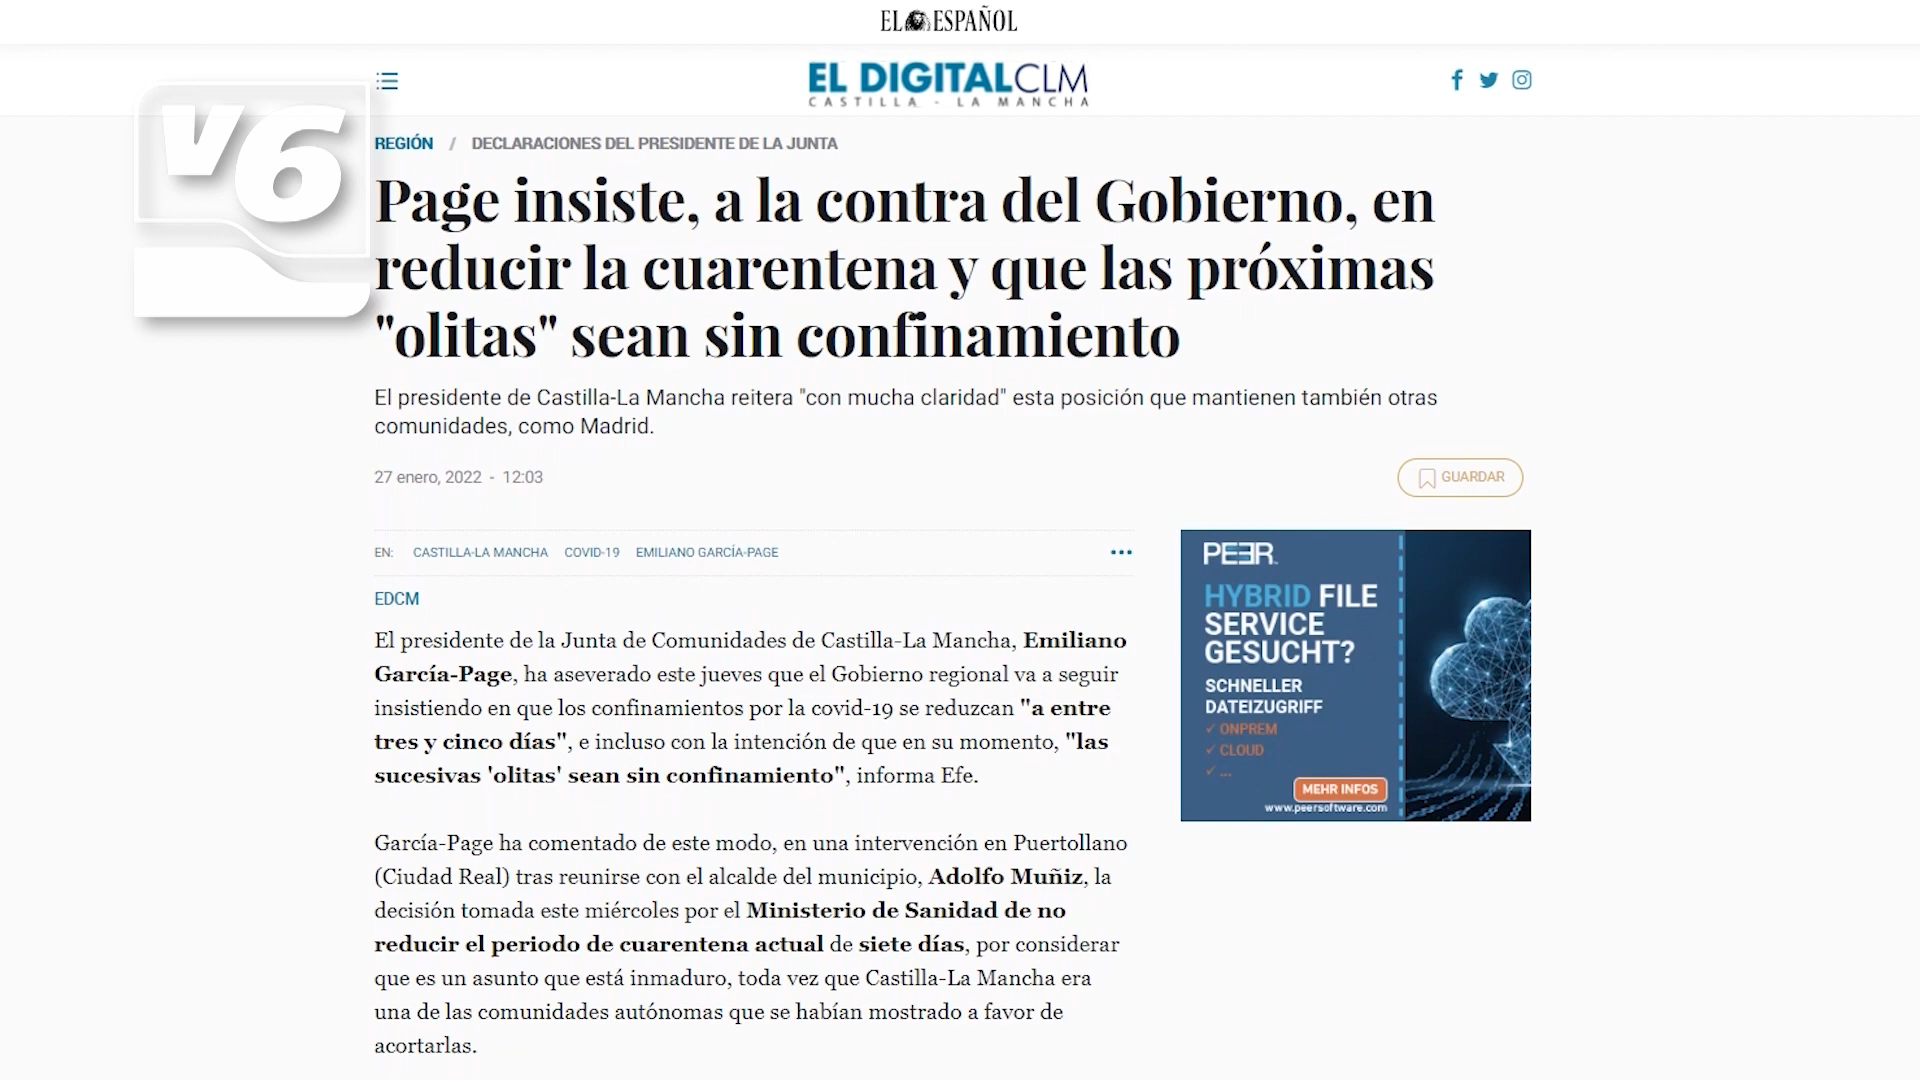 EL ESPAÑOL
EL DIGITALCLM
CASTILLA - LA MANCHA
V6
REGIÓN / DECLARACIONES DEL PRESIDENTE DE LA JUNTA
Page insiste, a la contra del Gobierno, en
reducir la cuarentena y que las próximas
"olitas" sean sin confinamiento
El presidente de Castilla-La Mancha reitera "con mucha claridad" esta posición que mantienen también otras
comunidades, como Madrid.
27 enero, 2022 - 12:03
GUARDAR
EN: CASTILLA-LA MANCHA COVID-19 EMILIANO GARCÍA-PAGE
EDCM
El presidente de la Junta de Comunidades de Castilla-La Mancha, Emiliano
García-Page, ha aseverado este jueves que el Gobierno regional va a seguir
insistiendo en que los confinamientos por la covid-19 se reduzcan "a entre
tres y cinco días", e incluso con la intención de que en su momento, "las
sucesivas 'olitas' sean sin confinamiento", informa Efe.
García-Page ha comentado de este modo, en una intervención en Puertollano
(Ciudad Real) tras reunirse con el alcalde del municipio, Adolfo Muñiz, la
decisión tomada este miércoles por el Ministerio de Sanidad de no
reducir el periodo de cuarentena actual de siete días, por considerar
que es un asunto que está inmaduro, toda vez que Castilla-La Mancha era
una de las comunidades autónomas que se habían mostrado a favor de
acortarlas.
PEER
HYBRID FILE
SERVICE
GESUCHT?
SCHNELLER
DATEIZUGRIFF
✓ ONPREM
✓ CLOUD
✓ ...
MEHR INFOS
www.peersoftware.com